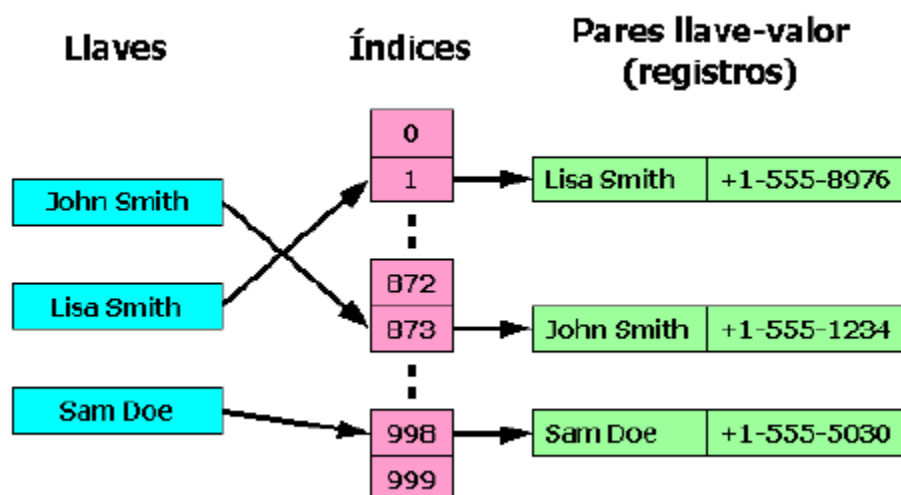 Llaves
Índices
Pares llave-valor
(registros)
0
1
John Smith
Lisa Smith
Sam Doe
872
873
998
999
Lisa Smith +1-555-8976
John Smith +1-555-1234
Sam Doe +1-555-5030